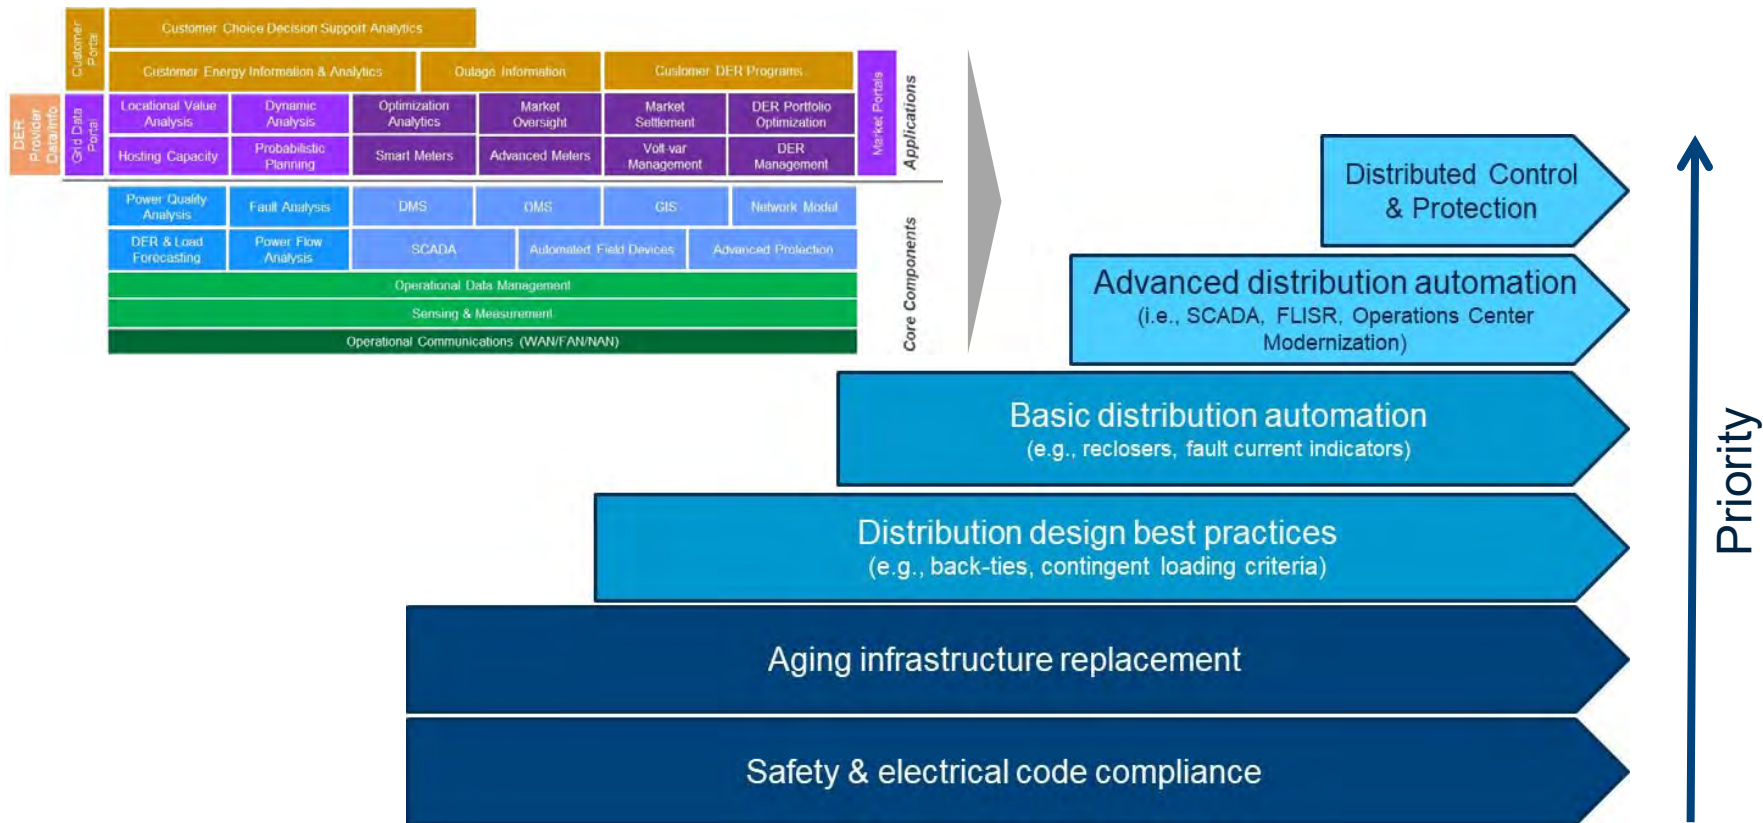 Customer Choice Decision Support Analytics
Customer
Portal
Customer Energy Information & Analytics
Outage Information
Customer DER Programs
DER
Provider
Data/Info
Grid Data
Portal
Locational Value
Analysis
Dynamic
Analysis
Optimization
Analytics
Market
Oversight
Market
Settlement
DER Portfolio
Optimization
Hosting Capacity
Probabilistic
Planning
Smart Meters
Advanced Meters
Volt-var
Management
DER
Management
Market Portals
Applications
Power Quality
Analysis
Fault Analysis
DMS
OMS
GIS
Network Model
DER & Load
Forecasting
Power Flow
Analysis
SCADA
Automated Field Devices
Advanced Protection
Operational Data Management
Sensing & Measurement
Operational Communications (WAN/FAN/NAN)
Core Components
Distributed Control
& Protection
Advanced distribution automation
(i.e., SCADA, FLISR, Operations Center
Modernization)
Basic distribution automation
(e.g., reclosers, fault current indicators)
Distribution design best practices
(e.g., back-ties, contingent loading criteria)
Aging infrastructure replacement
Safety & electrical code compliance
Priority